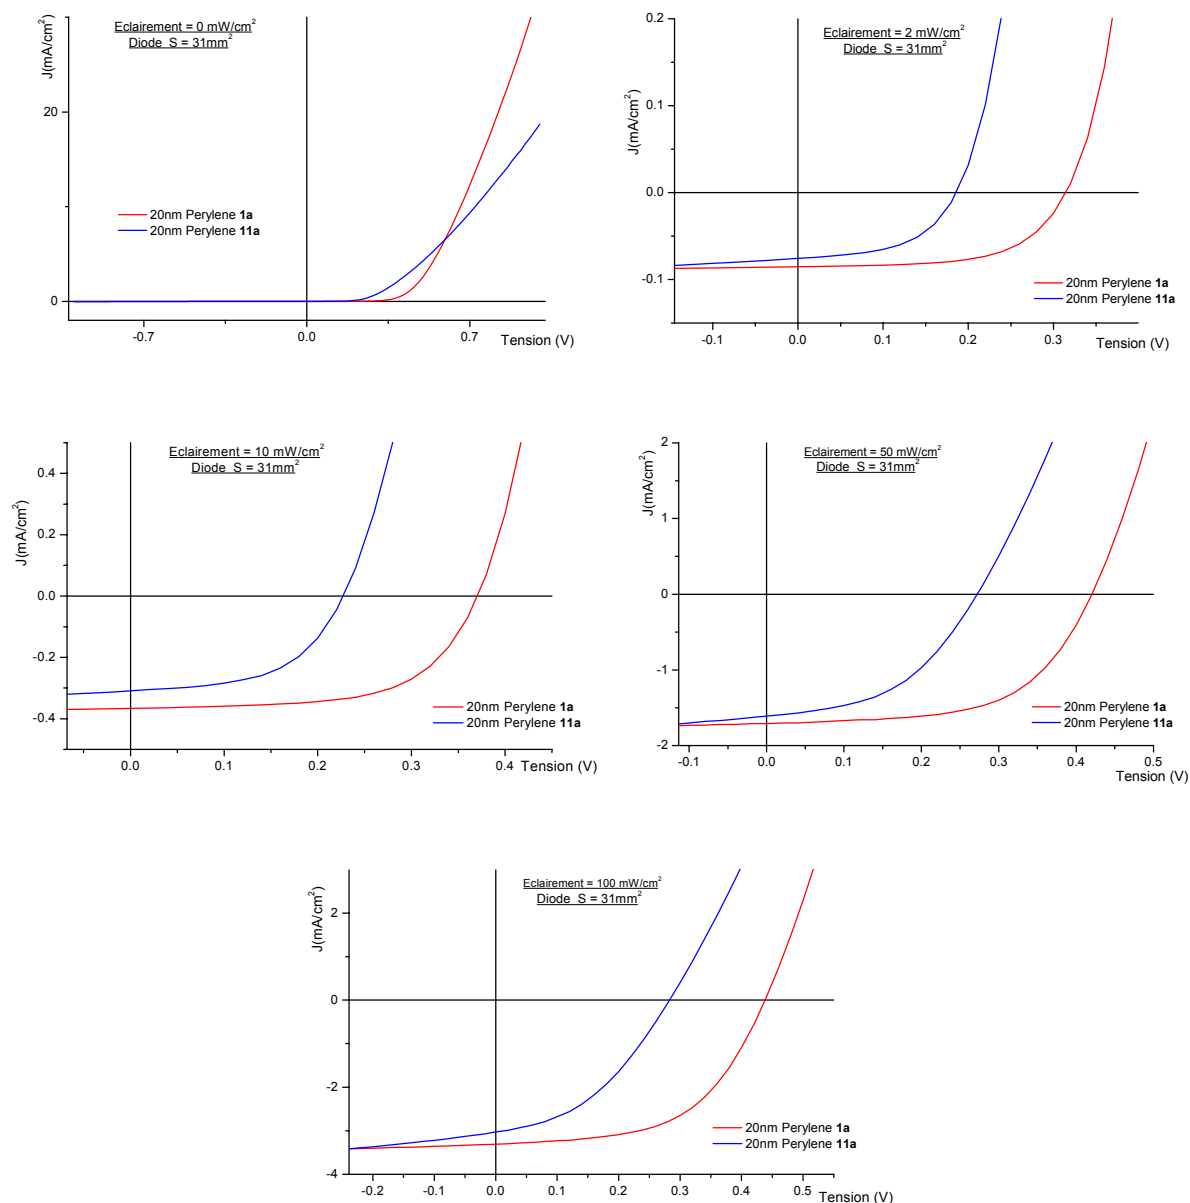 Eclairement = 0 mW/cm²
Diode S = 31mm²
J(mA/cm²)
20
0
-0.7
0.0
0.7
Tension (V)
20nm Perylene 1a
20nm Perylene 11a
Eclairement = 2 mW/cm²
Diode S = 31mm²
J(mA/cm²)
0.2
0.1
0.0
-0.1
-0.1
0.0
0.1
0.2
0.3
Tension (V)
20nm Perylene 1a
20nm Perylene 11a
Eclairement = 10 mW/cm²
Diode S = 31mm²
J(mA/cm²)
0.4
0.2
0.0
-0.2
-0.4
0.0
0.1
0.2
0.3
0.4
Tension (V)
20nm Perylene 1a
20nm Perylene 11a
Eclairement = 50 mW/cm²
Diode S = 31mm²
J(mA/cm²)
2
1
0
-1
-2
-0.1
0.0
0.1
0.2
0.3
0.4
0.5
Tension (V)
20nm Perylene 1a
20nm Perylene 11a
Eclairement = 100 mW/cm²
Diode S = 31mm²
J(mA/cm²)
2
0
-2
-4
-0.2
-0.1
0.0
0.1
0.2
0.3
0.4
0.5
Tension (V)
20nm Perylene 1a
20nm Perylene 11a